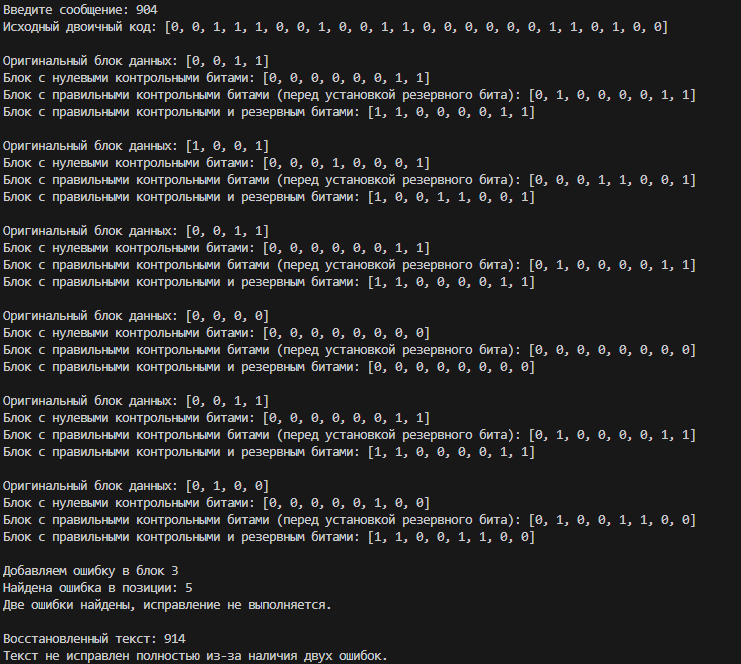 Введите сообщение: 904
Исходный двоичный код: [0, 0, 1, 1, 1, 0, 0, 1, 0, 0, 1, 1, 0, 0, 0, 0, 0, 0, 1, 1, 0, 1, 0, 0]
Оригинальный блок данных: [0, 0, 1, 1]
Блок с нулевыми контрольными битами: [0, 0, 0, 0, 0, 0, 1, 1]
Блок с правильными контрольными битами (перед установкой резервного бита): [0, 1, 0, 0, 0, 0, 1, 1]
Блок с правильными контрольными и резервным битами: [1, 1, 0, 0, 0, 0, 1, 1]
Оригинальный блок данных: [1, 0, 0, 1]
Блок с нулевыми контрольными битами: [0, 0, 0, 1, 0, 0, 0, 1]
Блок с правильными контрольными битами (перед установкой резервного бита): [0, 0, 0, 1, 1, 0, 0, 1]
Блок с правильными контрольными и резервным битами: [1, 0, 0, 1, 1, 0, 0, 1]
Оригинальный блок данных: [0, 0, 1, 1]
Блок с нулевыми контрольными битами: [0, 0, 0, 0, 0, 0, 1, 1]
Блок с правильными контрольными битами (перед установкой резервного бита): [0, 1, 0, 0, 0, 0, 1, 1]
Блок с правильными контрольными и резервным битами: [1, 1, 0, 0, 0, 0, 1, 1]
Оригинальный блок данных: [0, 0, 0, 0]
Блок с нулевыми контрольными битами: [0, 0, 0, 0, 0, 0, 0, 0]
Блок с правильными контрольными битами (перед установкой резервного бита): [0, 0, 0, 0, 0, 0, 0, 0]
Блок с правильными контрольными и резервным битами: [0, 0, 0, 0, 0, 0, 0, 0]
Оригинальный блок данных: [0, 0, 1, 1]
Блок с нулевыми контрольными битами: [0, 0, 0, 0, 0, 0, 1, 1]
Блок с правильными контрольными битами (перед установкой резервного бита): [0, 1, 0, 0, 0, 0, 1, 1]
Блок с правильными контрольными и резервным битами: [1, 1, 0, 0, 0, 0, 1, 1]
Оригинальный блок данных: [0, 1, 0, 0]
Блок с нулевыми контрольными битами: [0, 0, 0, 0, 0, 1, 0, 0]
Блок с правильными контрольными битами (перед установкой резервного бита): [0, 1, 0, 0, 1, 1, 0, 0]
Блок с правильными контрольными и резервным битами: [1, 1, 0, 0, 1, 1, 0, 0]
Добавляем ошибку в блок 3
Найдена ошибка в позиции: 5
Две ошибки найдены, исправление не выполняется.
Восстановленный текст: 914
Текст не исправлен полностью из-за наличия двух ошибок.